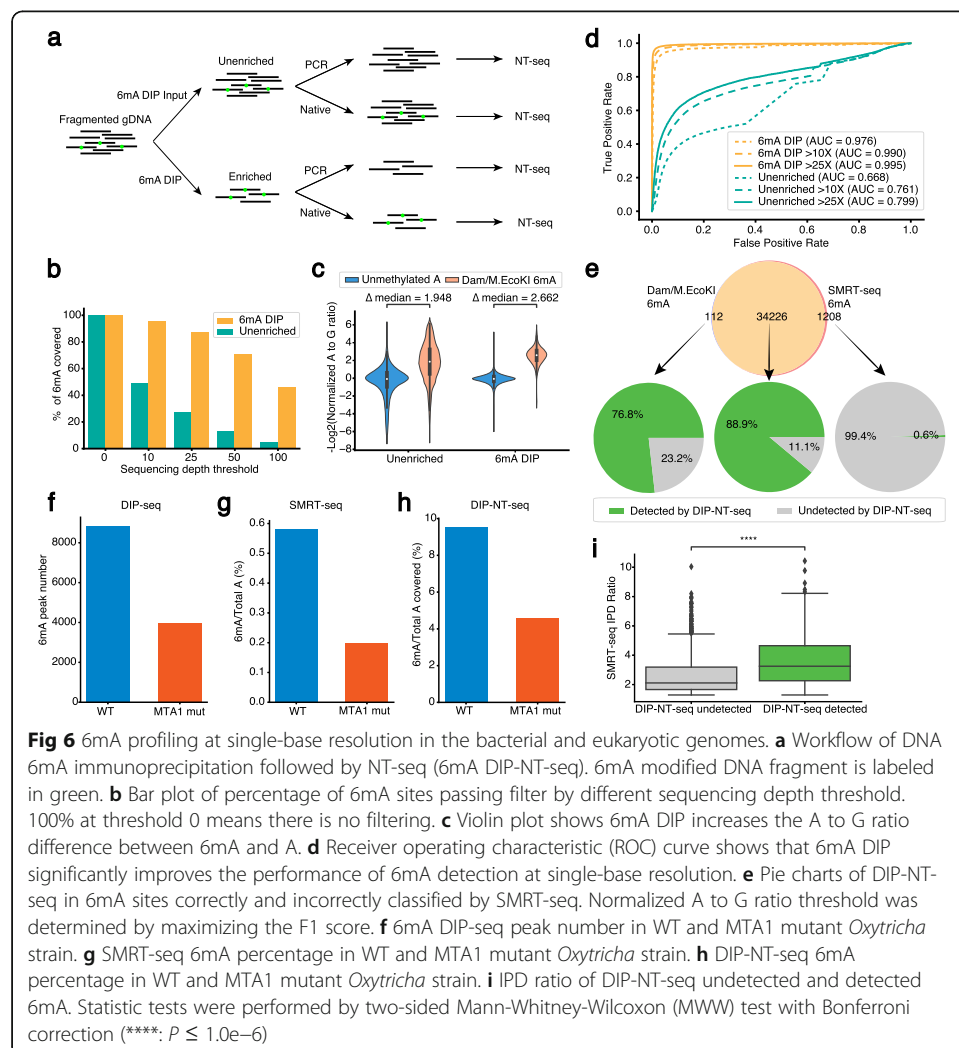 a
Unenriched
PCR
NT-seq
6mA DIP Input
Native
NT-seq
Fragmented gDNA
6mA DIP
Enriched
PCR
NT-seq
Native
NT-seq
d
True Positive Rate
1.0
0.8
0.6
0.4
0.2
0.0
6mA DIP (AUC = 0.976)
6mA DIP >10X (AUC = 0.990)
6mA DIP >25X (AUC = 0.995)
Unenriched (AUC = 0.668)
Unenriched >10X (AUC = 0.761)
Unenriched >25X (AUC = 0.799)
0.0 0.2 0.4 0.6 0.8 1.0
False Positive Rate
b
% of 6mA covered
100
80
60
40
20
0
6mA DIP
Unenriched
0 10 25 50 100
Sequencing depth threshold
c
Unmethylated A Dam/M.EcoKI 6mA
Δ median = 1.948 Δ median = 2.662
-Log2(Normalized A to G ratio)
6
4
2
0
−2
−4
−6
−8
Unenriched 6mA DIP
e
Dam/M.EcoKI
6mA
SMRT-seq
6mA
112 34226 1208
76.8%
23.2%
88.9%
11.1%
99.4% 0.6%
Detected by DIP-NT-seq Undetected by DIP-NT-seq
f
DIP-seq
6mA peak number
8000
6000
4000
2000
0
WT MTA1 mut
g
SMRT-seq
6mA/Total A (%)
0.6
0.5
0.4
0.3
0.2
0.1
0.0
WT MTA1 mut
h
DIP-NT-seq
6mA/Total A covered (%)
10
8
6
4
2
0
WT MTA1 mut
i
****
SMRT-seq IPD Ratio
10
8
6
4
2
DIP-NT-seq undetected DIP-NT-seq detected
Fig 6 6mA profiling at single-base resolution in the bacterial and eukaryotic genomes. a Workflow of DNA
6mA immunoprecipitation followed by NT-seq (6mA DIP-NT-seq). 6mA modified DNA fragment is labeled
in green. b Bar plot of percentage of 6mA sites passing filter by different sequencing depth threshold.
100% at threshold 0 means there is no filtering. c Violin plot shows 6mA DIP increases the A to G ratio
difference between 6mA and A. d Receiver operating characteristic (ROC) curve shows that 6mA DIP
significantly improves the performance of 6mA detection at single-base resolution. e Pie charts of DIP-NT-
seq in 6mA sites correctly and incorrectly classified by SMRT-seq. Normalized A to G ratio threshold was
determined by maximizing the F1 score. f 6mA DIP-seq peak number in WT and MTA1 mutant Oxytricha
strain. g SMRT-seq 6mA percentage in WT and MTA1 mutant Oxytricha strain. h DIP-NT-seq 6mA
percentage in WT and MTA1 mutant Oxytricha strain. i IPD ratio of DIP-NT-seq undetected and detected
6mA. Statistic tests were performed by two-sided Mann-Whitney-Wilcoxon (MWW) test with Bonferroni
correction (****: P ≤ 1.0e−6)